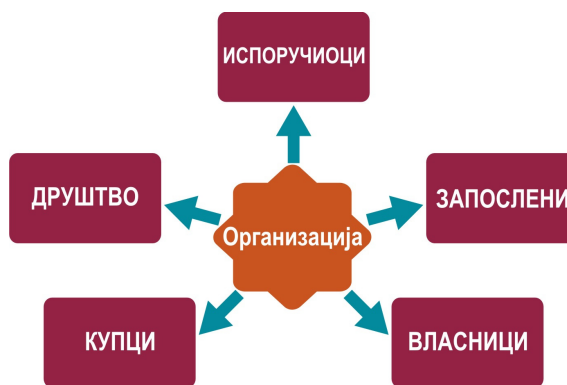 ИСПОРУЧИОЦИ
ДРУШТВО
ЗАПОСЛЕНИ
Организација
КУПЦИ
ВЛАСНИЦИ